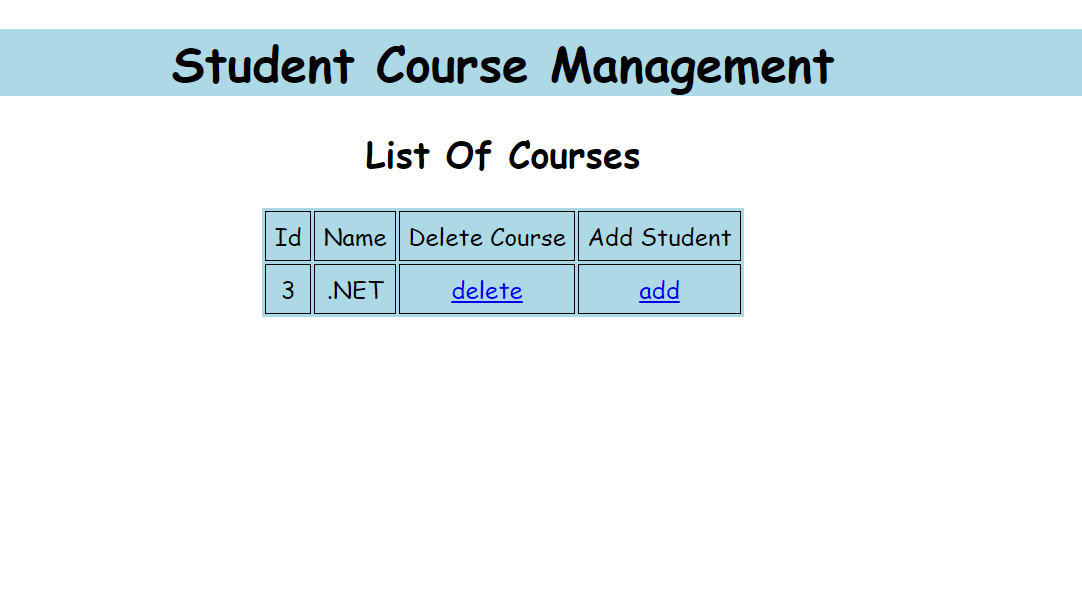 Student Course Management
List Of Courses
Id Name Delete Course Add Student
3 .NET delete add